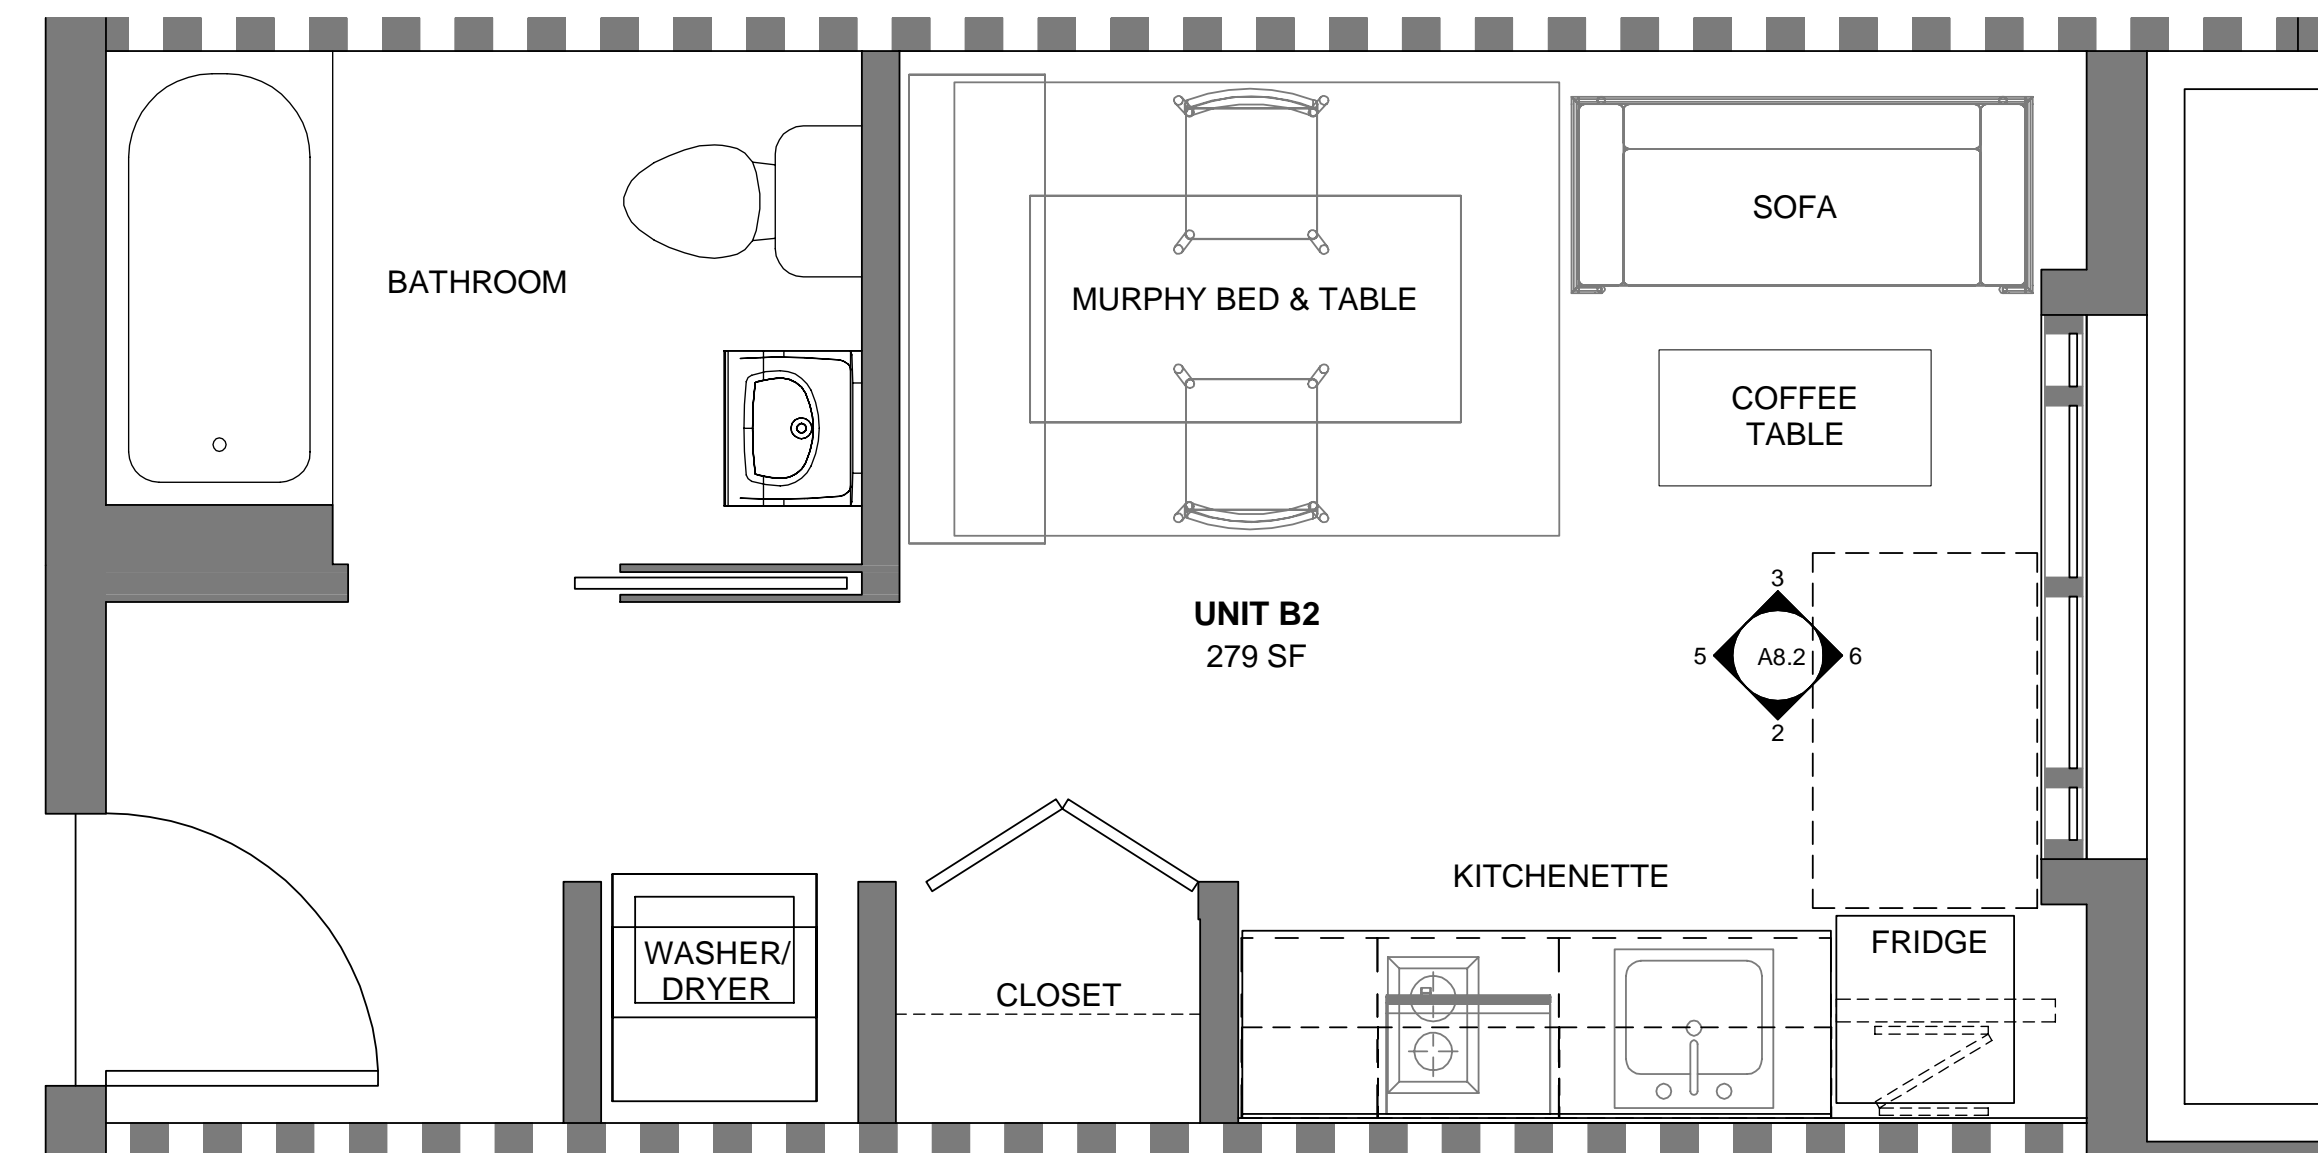 SOFA
BATHROOM
MURPHY BED & TABLE
COFFEE
TABLE
UNIT B2
279 SF
3
5
A8.2
6
2
KITCHENETTE
WASHER/
DRYER
CLOSET
FRIDGE